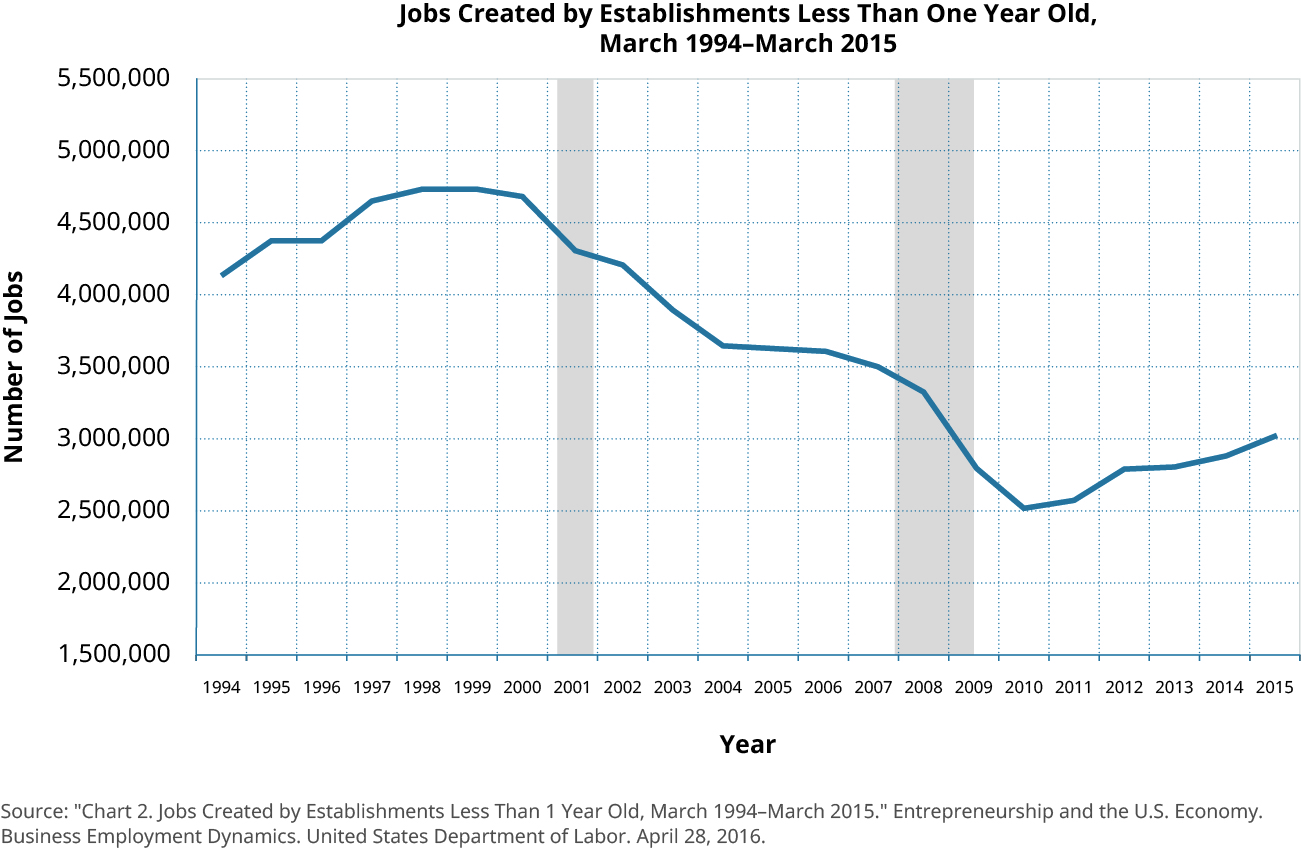 Jobs Created by Establishments Less Than One Year Old,
March 1994–March 2015
5,500,000
5,000,000
4,500,000
4,000,000
3,500,000
3,000,000
2,500,000
2,000,000
1,500,000
Number of Jobs
1994 1995 1996 1997 1998 1999 2000 2001 2002 2003 2004 2005 2006 2007 2008 2009 2010 2011 2012 2013 2014 2015
Year
Source: "Chart 2. Jobs Created by Establishments Less Than 1 Year Old, March 1994–March 2015." Entrepreneurship and the U.S. Economy.
Business Employment Dynamics. United States Department of Labor. April 28, 2016.